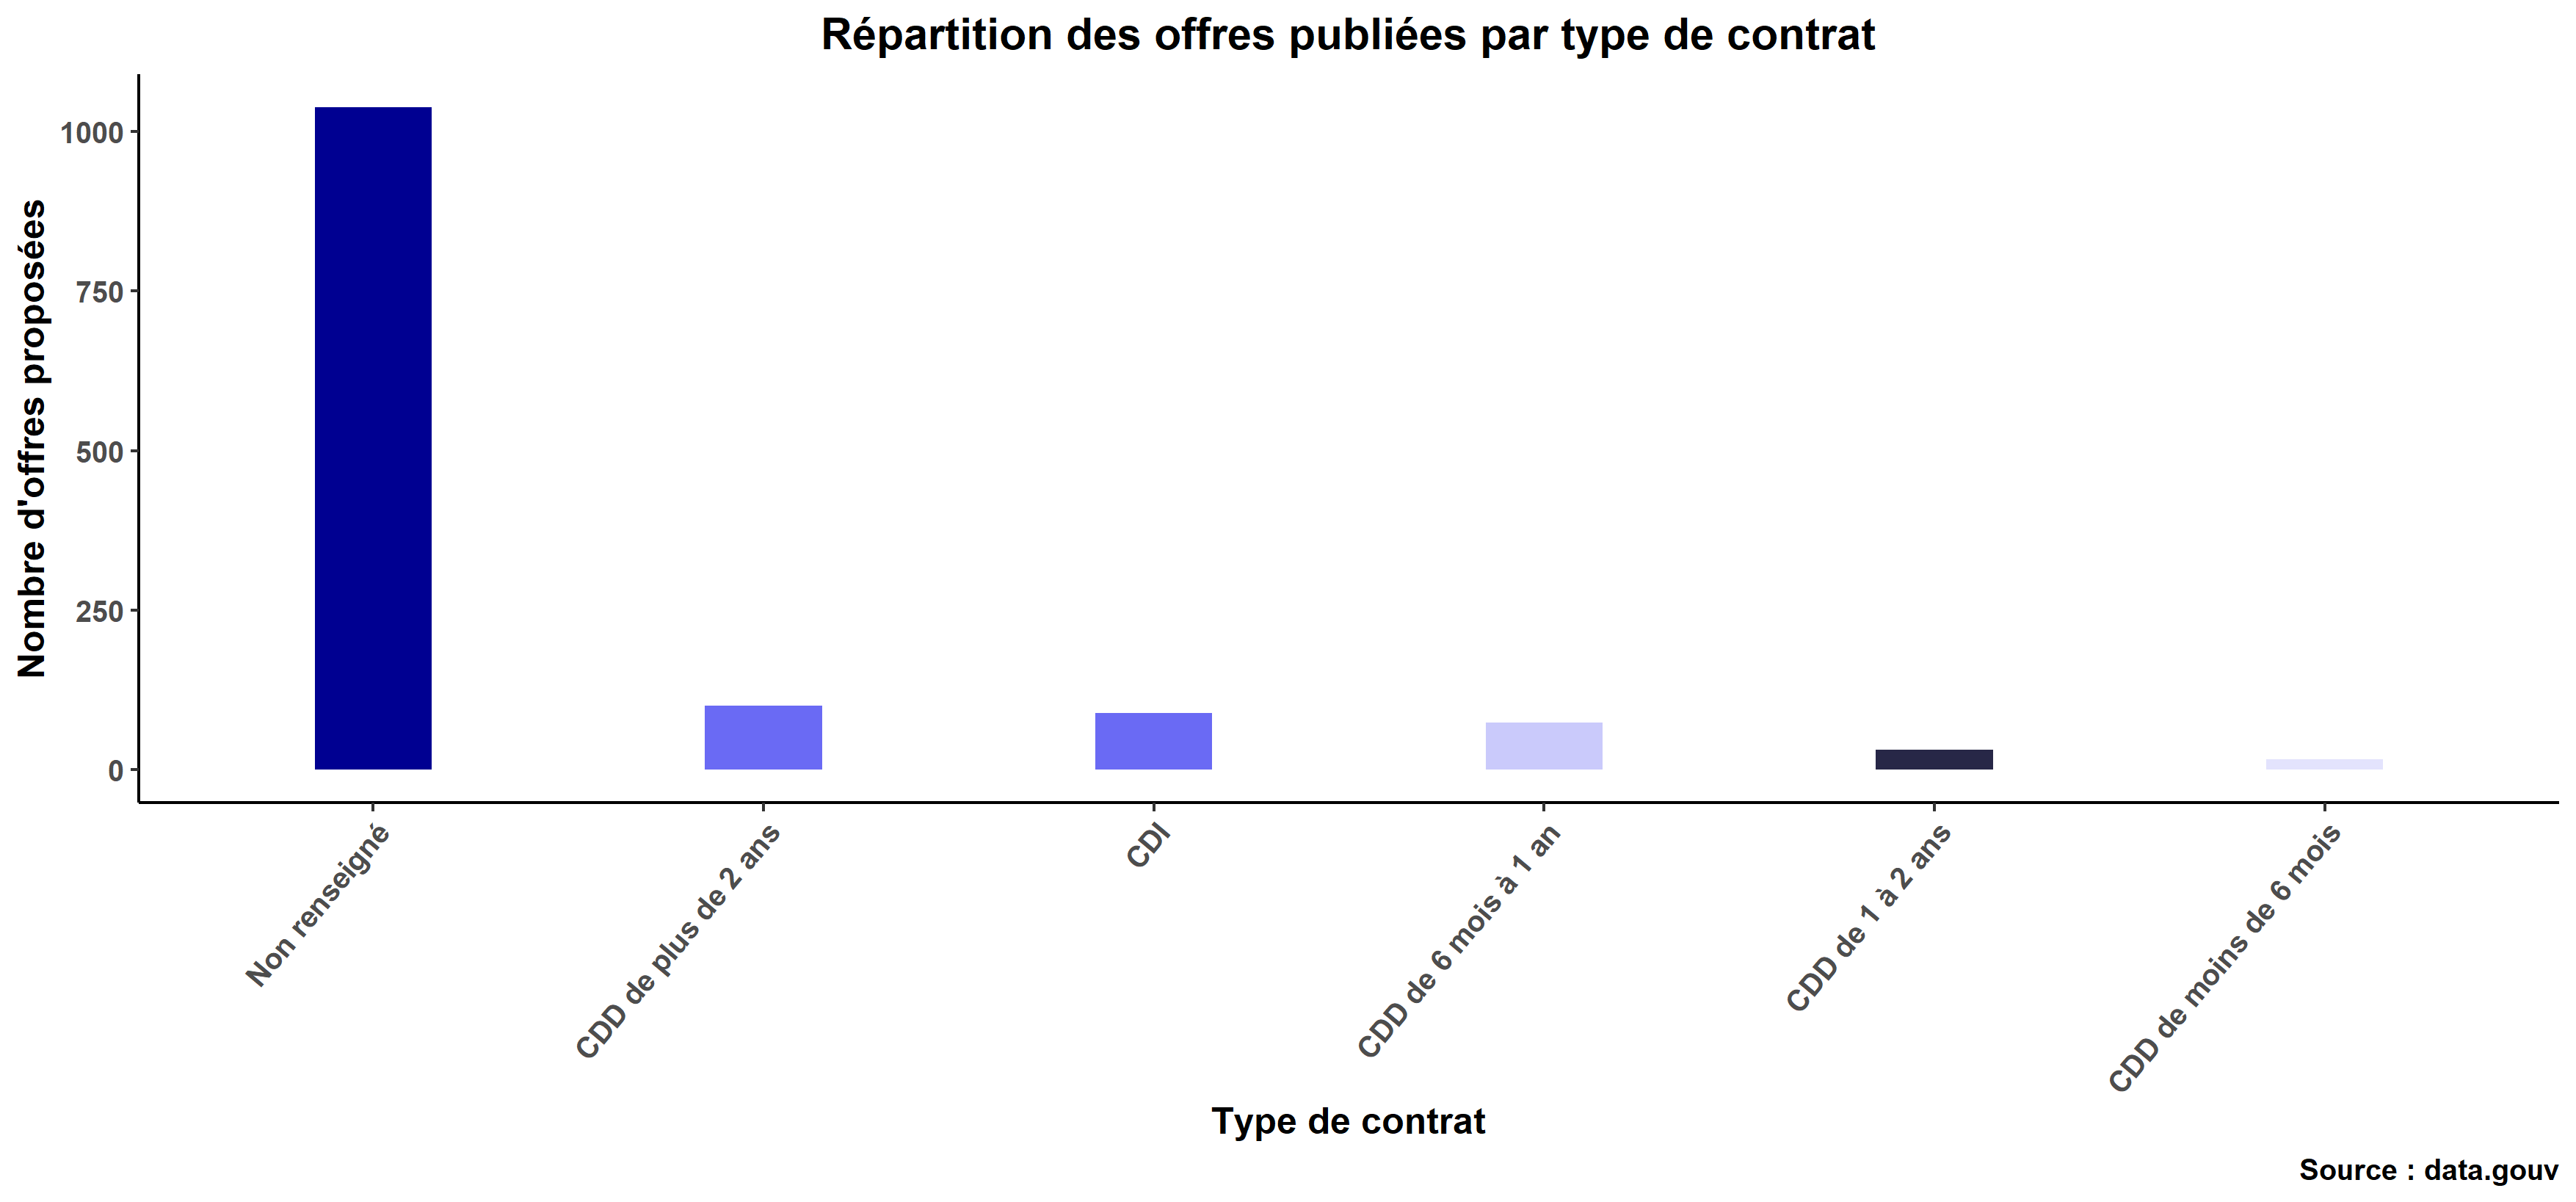 Répartition des offres publiées par type de contrat
Nombre d'offres proposées
1000
750
500
250
0
Non renseigné
CDD de plus de 2 ans
CDI
CDD de 6 mois à 1 an
CDD de 1 à 2 ans
CDD de moins de 6 mois
Type de contrat
Source : data.gouv